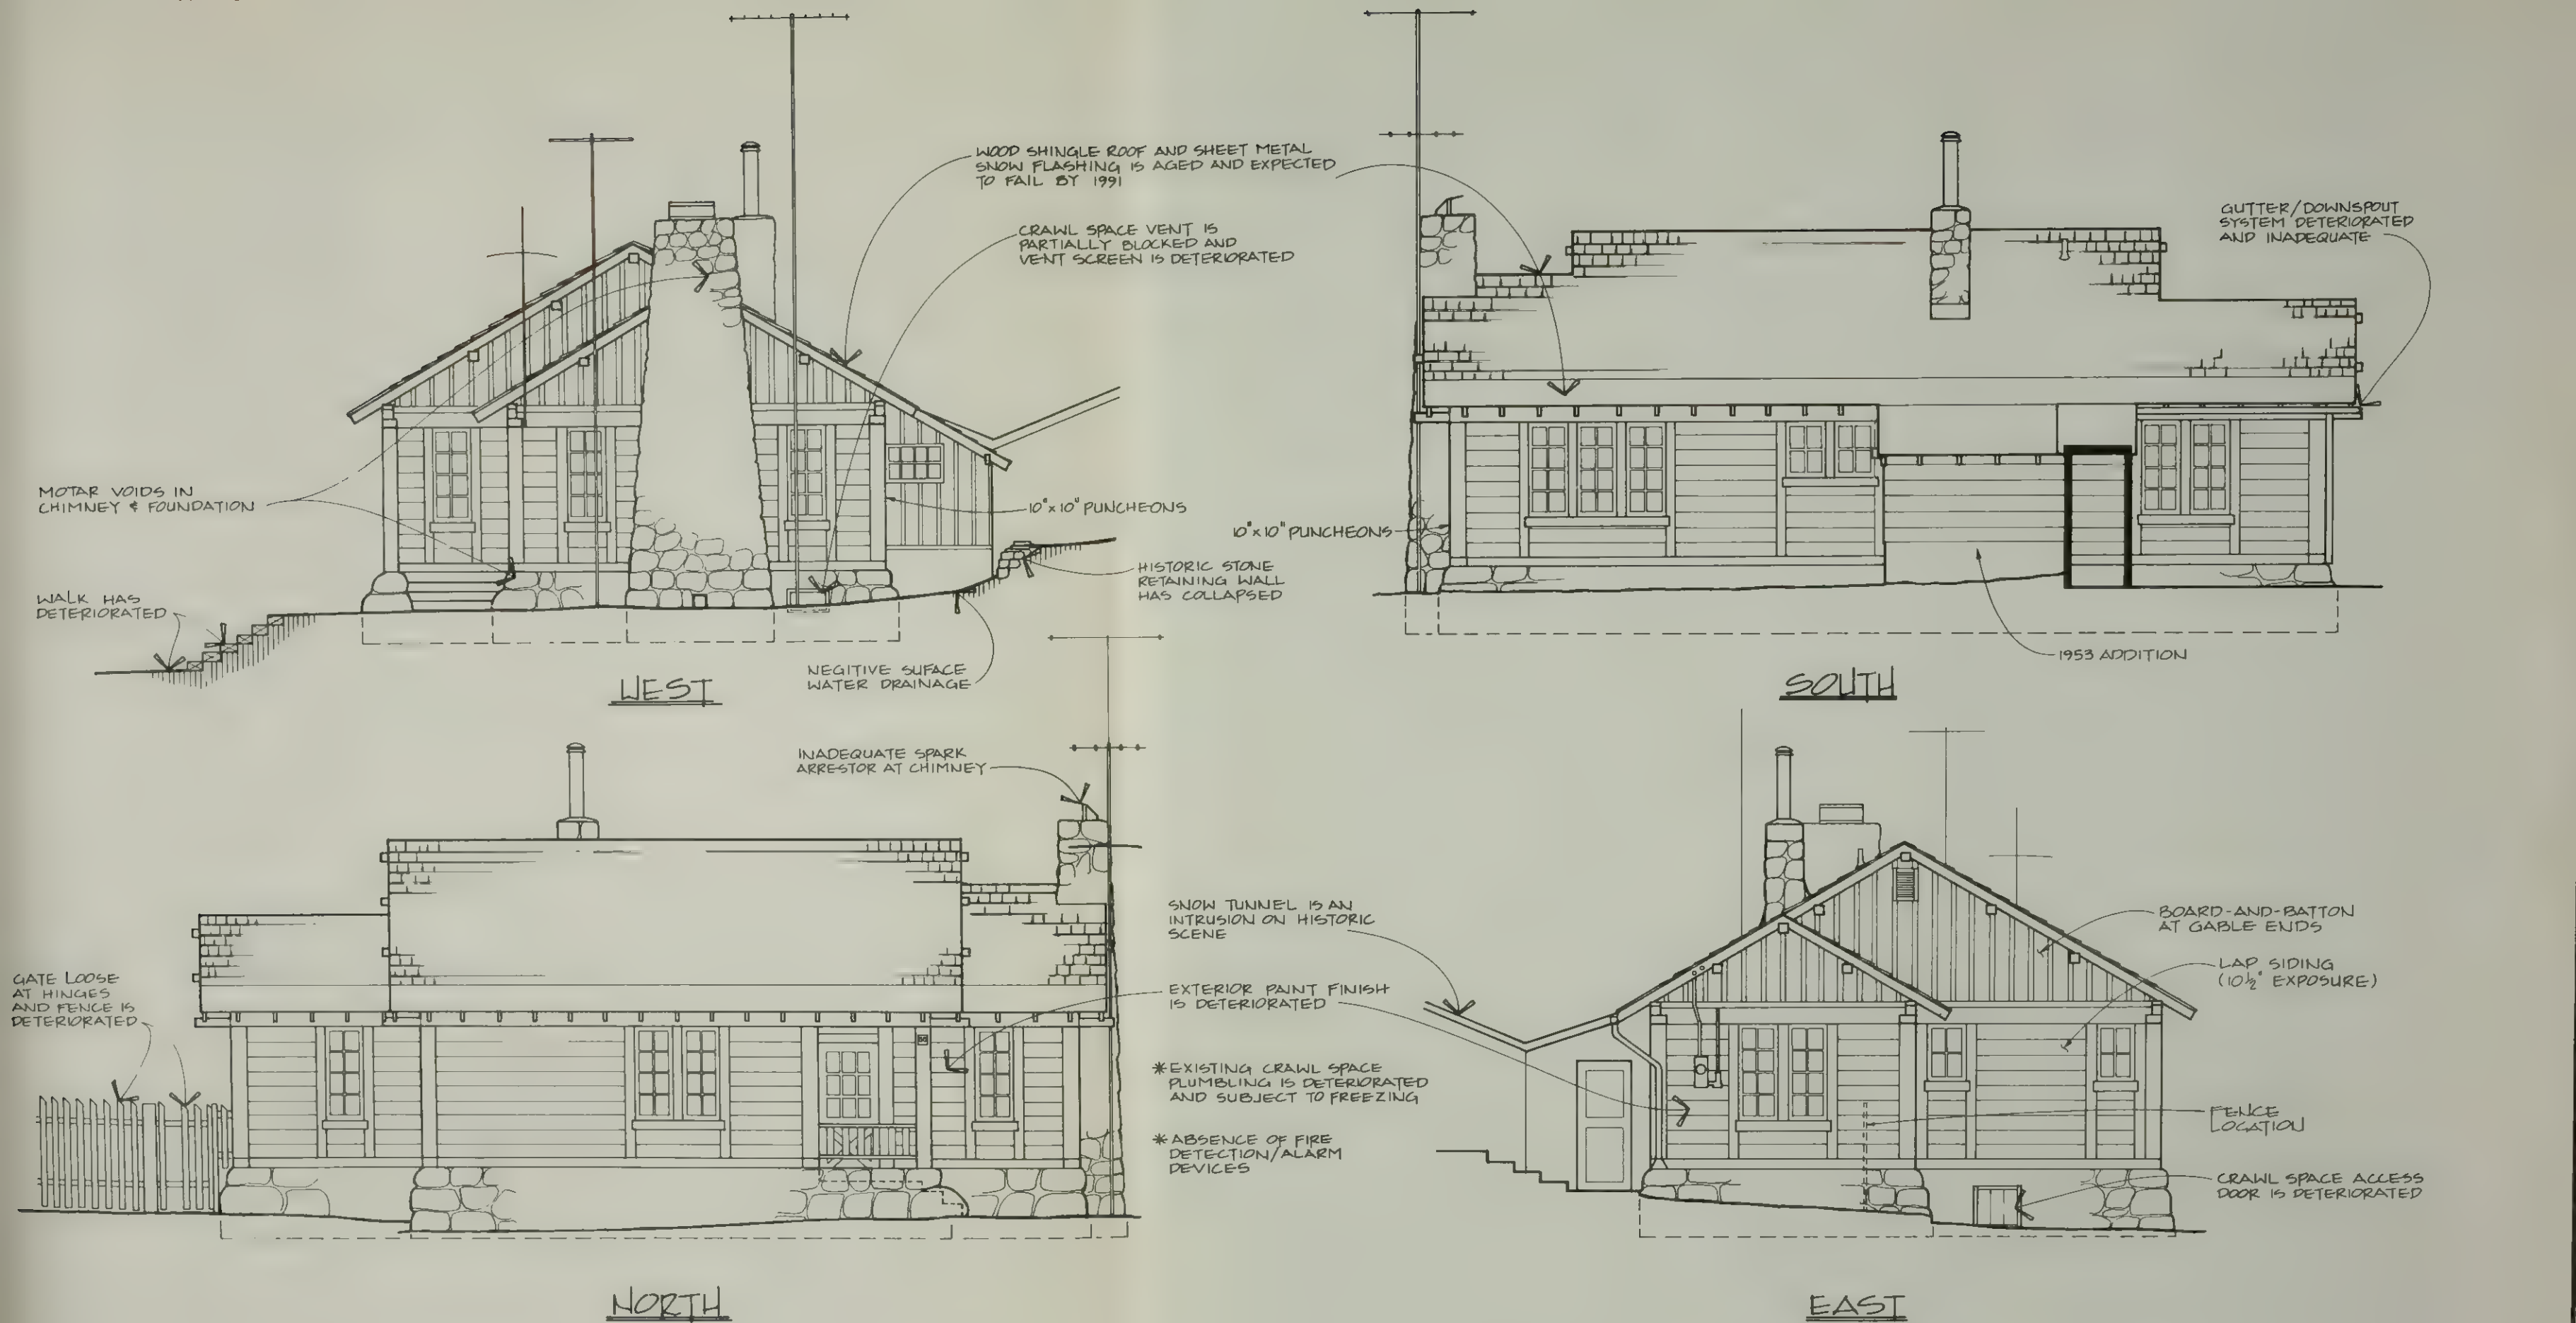 WOOD SHINGLE ROOF AND SHEET METAL
SNOW FLASHING IS AGED AND EXPECTED
TO FAIL BY 1991
CRAWL SPACE VENT IS
PARTIALLY BLOCKED AND
VENT SCREEN IS DETERIORATED
GUTTER/DOWNSPOUT
SYSTEM DETERIORATED
AND INADEQUATE
MOTAR VOIDS IN
CHIMNEY & FOUNDATION
10"x10" PUNCHEONS
10"x10" PUNCHEONS
HISTORIC STONE
RETAINING WALL
HAS COLLAPSED
WALK HAS
DETERIORATED
NEGITIVE SUFACE
WATER DRAINAGE
1953 ADDITION
WEST
SOUTH
INADEQUATE SPARK
ARRESTOR AT CHIMNEY
GATE LOOSE
AT HINGES
AND FENCE IS
DETERIORATED
SNOW TUNNEL IS AN
INTRUSION ON HISTORIC
SCENE
EXTERIOR PAINT FINISH
IS DETERIORATED
*EXISTING CRAWL SPACE
PLUMBLING IS DETERIORATED
AND SUBJECT TO FREEZING
*ABSENCE OF FIRE
DETECTION/ALARM
DEVICES
BOARD-AND-BATTON
AT GABLE ENDS
LAP SIDING
(10½" EXPOSURE)
FENCE
LOCATION
CRAWL SPACE ACCESS
DOOR IS DETERIORATED
NORTH
EAST